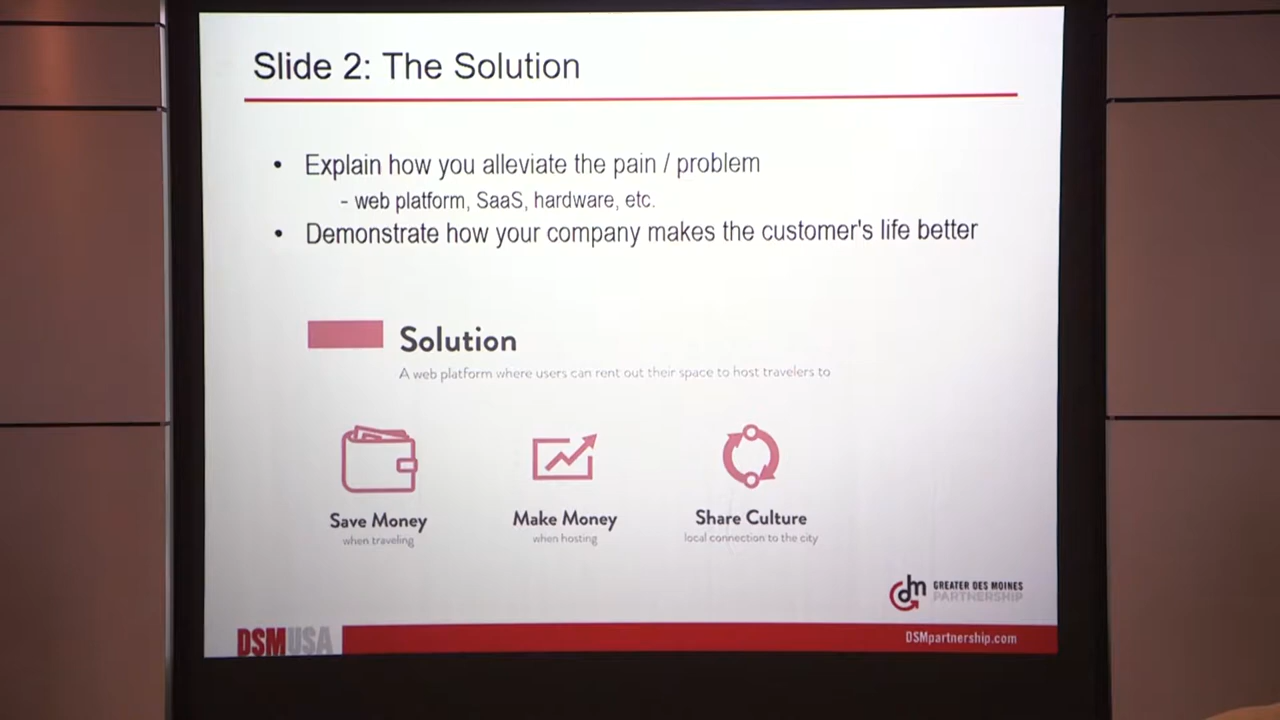 Slide 2: The Solution
• Explain how you alleviate the pain / problem
- web platform, SaaS, hardware, etc.
• Demonstrate how your company makes the customer's life better
Solution
A web platform where users can rent out their space to host travelers to
Save Money
when traveling
Make Money
when hosting
Share Culture
local connection to the city
dm
GREATER DES MOINES
PARTNERSHIP
DSMUSA
DSMpartnership.com